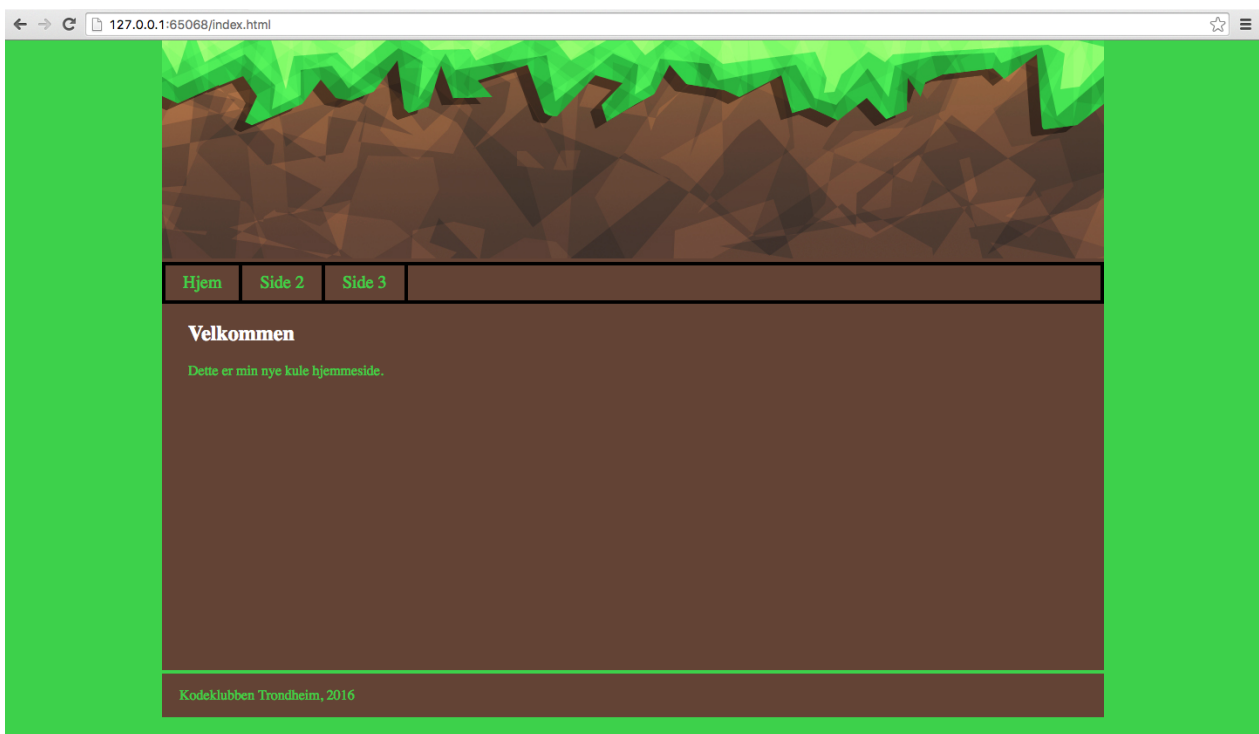 127.0.0.1:65068/index.html
Hjem Side 2 Side 3
Velkommen
Dette er min nye kule hjemmeside.
Kodeklubben Trondheim, 2016